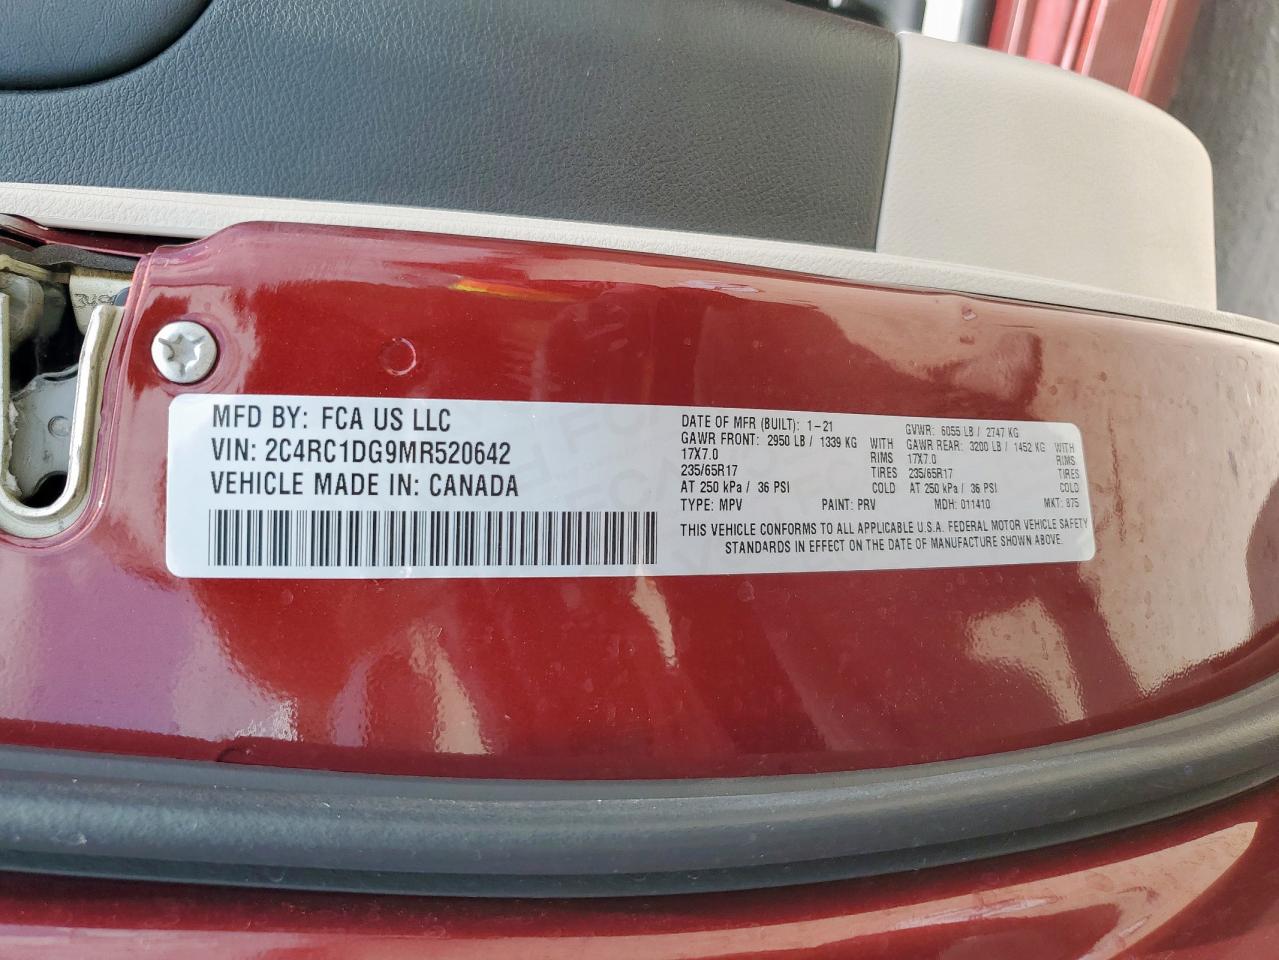 MFD BY: FCA US LLC
VIN: 2C4RC1DG9MR520642
VEHICLE MADE IN: CANADA
DATE OF MFR (BUILT): 1-21 GVWR: 6055 LB / 2747 KG
GAWR FRONT: 2950 LB / 1339 KG WITH GAWR REAR: 3200 LB / 1452 KG WITH
17X7.0 RIMS 17X7.0 RIMS
235/65R17 TIRES 235/65R17 TIRES
AT 250 kPa / 36 PSI COLD AT 250 kPa / 36 PSI COLD
TYPE: MPV PAINT: PRV MDH: 011410 MKT: 875
THIS VEHICLE CONFORMS TO ALL APPLICABLE U.S.A. FEDERAL MOTOR VEHICLE SAFETY
STANDARDS IN EFFECT ON THE DATE OF MANUFACTURE SHOWN ABOVE.